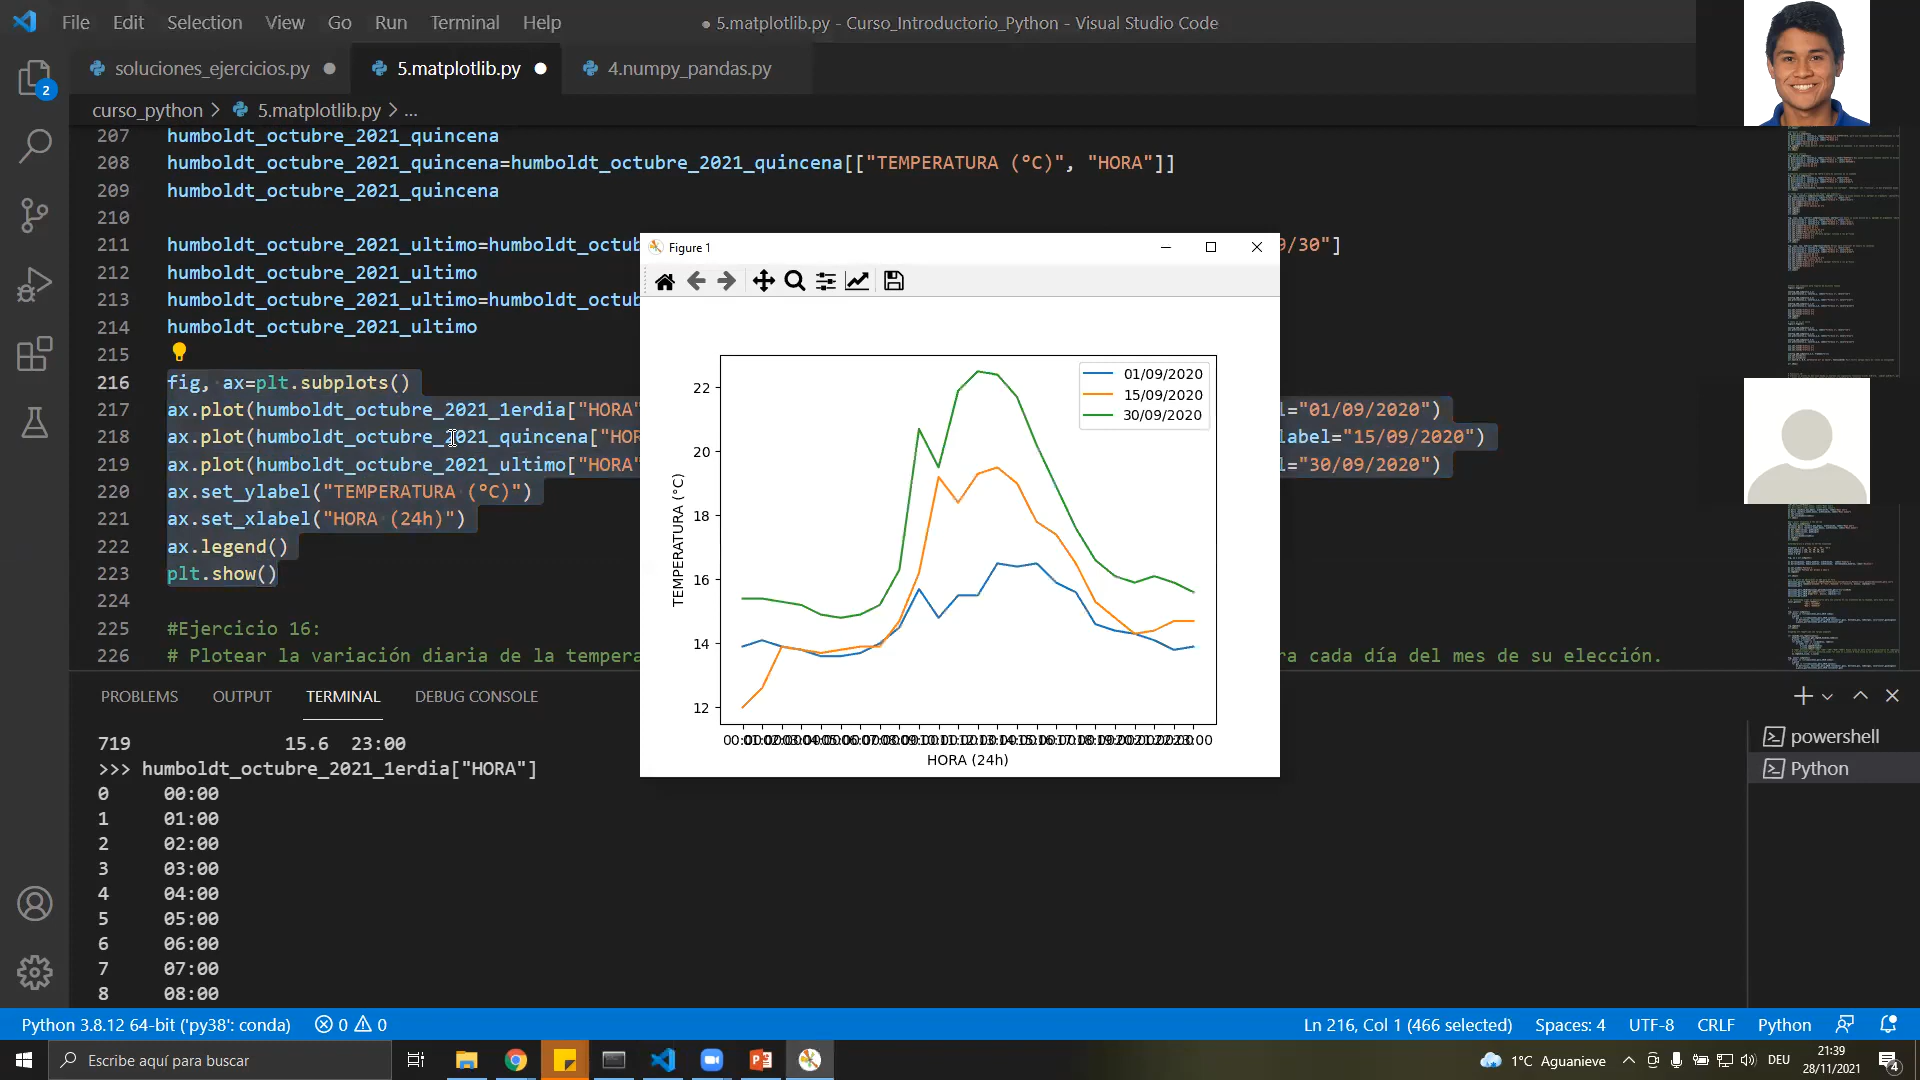 File Edit Selection View Go Run Terminal Help
● 5.matplotlib.py - Curso_Introductorio_Python - Visual Studio Code
soluciones_ejercicios.py 5.matplotlib.py 4.numpy_pandas.py
2
curso_python > 5.matplotlib.py > ...
207 humboldt_octubre_2021_quincena
208 humboldt_octubre_2021_quincena=humboldt_octubre_2021_quincena[["TEMPERATURA (°C)", "HORA"]]
209 humboldt_octubre_2021_quincena
210
211 humboldt_octubre_2021_ultimo=humboldt_octub /30"]
212 humboldt_octubre_2021_ultimo
213 humboldt_octubre_2021_ultimo=humboldt_octub
214 humboldt_octubre_2021_ultimo
215
216 fig, ax=plt.subplots()
217 ax.plot(humboldt_octubre_2021_1erdia["HORA" l="01/09/2020")
218 ax.plot(humboldt_octubre_2021_quincena["HOR label="15/09/2020")
219 ax.plot(humboldt_octubre_2021_ultimo["HORA" l="30/09/2020")
220 ax.set_ylabel("TEMPERATURA (°C)")
221 ax.set_xlabel("HORA (24h)")
222 ax.legend()
223 plt.show()
224
225 #Ejercicio 16:
226 # Plotear la variación diaria de la tempera ra cada día del mes de su elección.
Figure 1
01/09/2020
15/09/2020
30/09/2020
22
20
18
16
14
12
TEMPERATURA (°C)
HORA (24h)
PROBLEMS OUTPUT TERMINAL DEBUG CONSOLE
719 15.6 23:00
>>> humboldt_octubre_2021_1erdia["HORA"]
0 00:00
1 01:00
2 02:00
3 03:00
4 04:00
5 05:00
6 06:00
7 07:00
8 08:00
powershell
Python
Python 3.8.12 64-bit ('py38': conda) 0 0
Ln 216, Col 1 (466 selected) Spaces: 4 UTF-8 CRLF Python
Escribe aquí para buscar
1°C Aguanieve DEU
21:39
28/11/2021
4